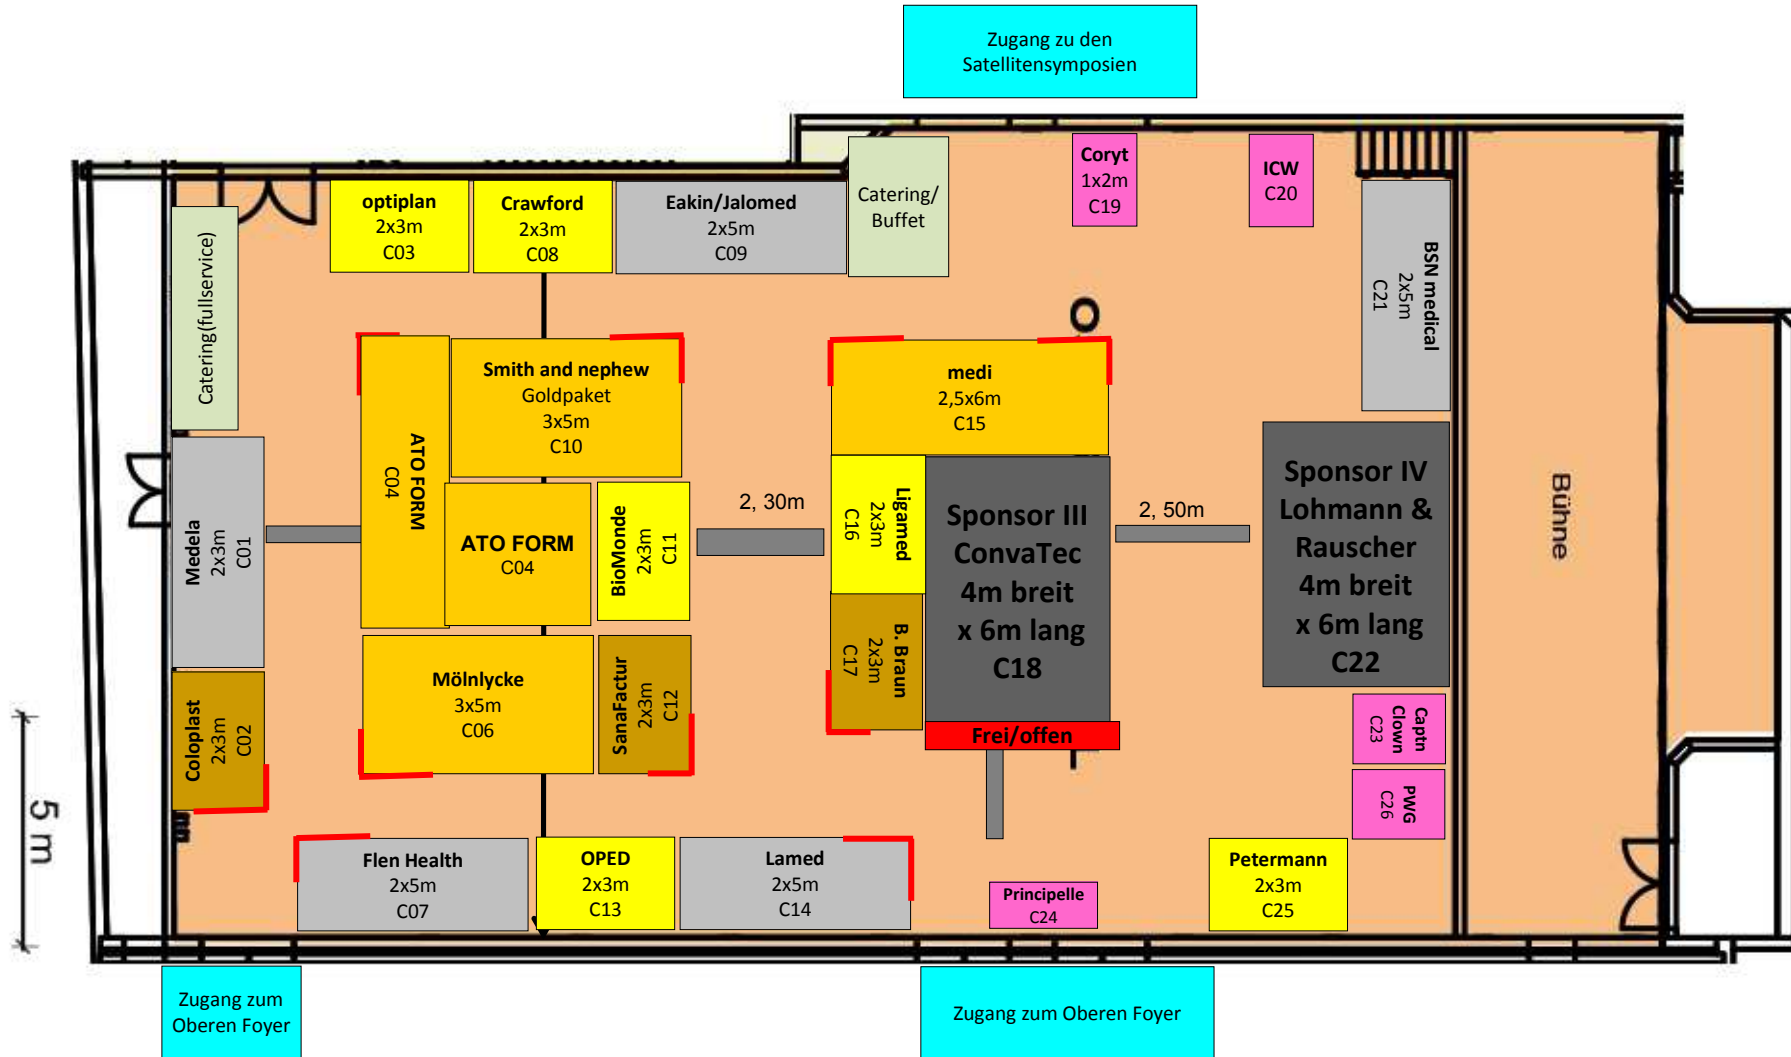 Zugang zu den
Satellitensymposien
optiplan
2x3m
C03
Crawford
2x3m
C08
Eakin/Jalomed
2x5m
C09
Catering/
Buffet
Coryt
1x2m
C19
ICW
C20
BSN medical
2x5m
C21
Catering(fullservice)
ATO FORM
C04
Smith and nephew
Goldpaket
3x5m
C10
medi
2,5x6m
C15
O
Medela
2x3m
C01
ATO FORM
C04
BioMonde
2x3m
C11
2, 30m
Ligamed
2x3m
C16
Sponsor III
ConvaTec
4m breit
x 6m lang
C18
2, 50m
Sponsor IV
Lohmann &
Rauscher
4m breit
x 6m lang
C22
Bühne
Coloplast
2x3m
C02
Mölnlycke
3x5m
C06
SanaFactur
2x3m
C12
B. Braun
2x3m
C17
Frei/offen
Captn
Clown
C23
PWG
C26
5 m
Flen Health
2x5m
C07
OPED
2x3m
C13
Lamed
2x5m
C14
Principelle
C24
Petermann
2x3m
C25
Zugang zum
Oberen Foyer
Zugang zum Oberen Foyer